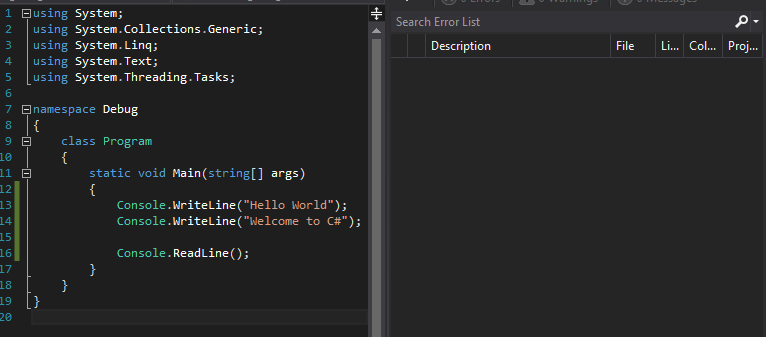 0 Errors 0 Warnings 0 Messages
Search Error List
Description File Li... Col... Proj...
1 using System;
2 using System.Collections.Generic;
3 using System.Linq;
4 using System.Text;
5 using System.Threading.Tasks;
6
7 namespace Debug
8 {
9 class Program
10 {
11 static void Main(string[] args)
12 {
13 Console.WriteLine("Hello World");
14 Console.WriteLine("Welcome to C#");
15
16 Console.ReadLine();
17 }
18 }
19 }
20